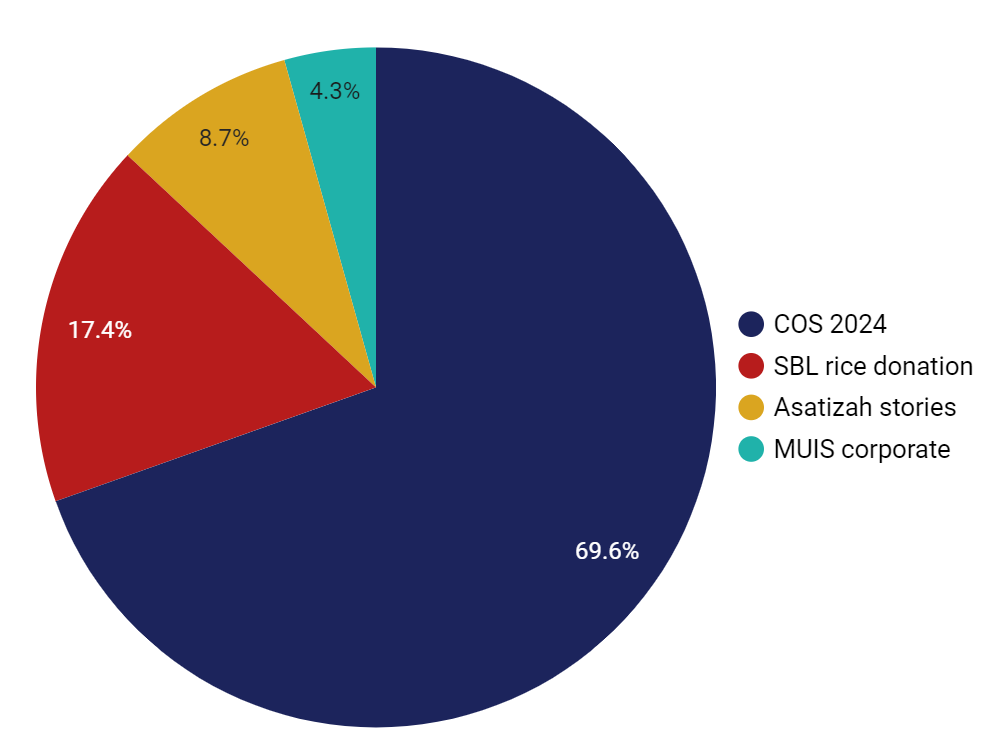 4.3%
8.7%
17.4%
69.6%
COS 2024
SBL rice donation
Asatizah stories
MUIS corporate